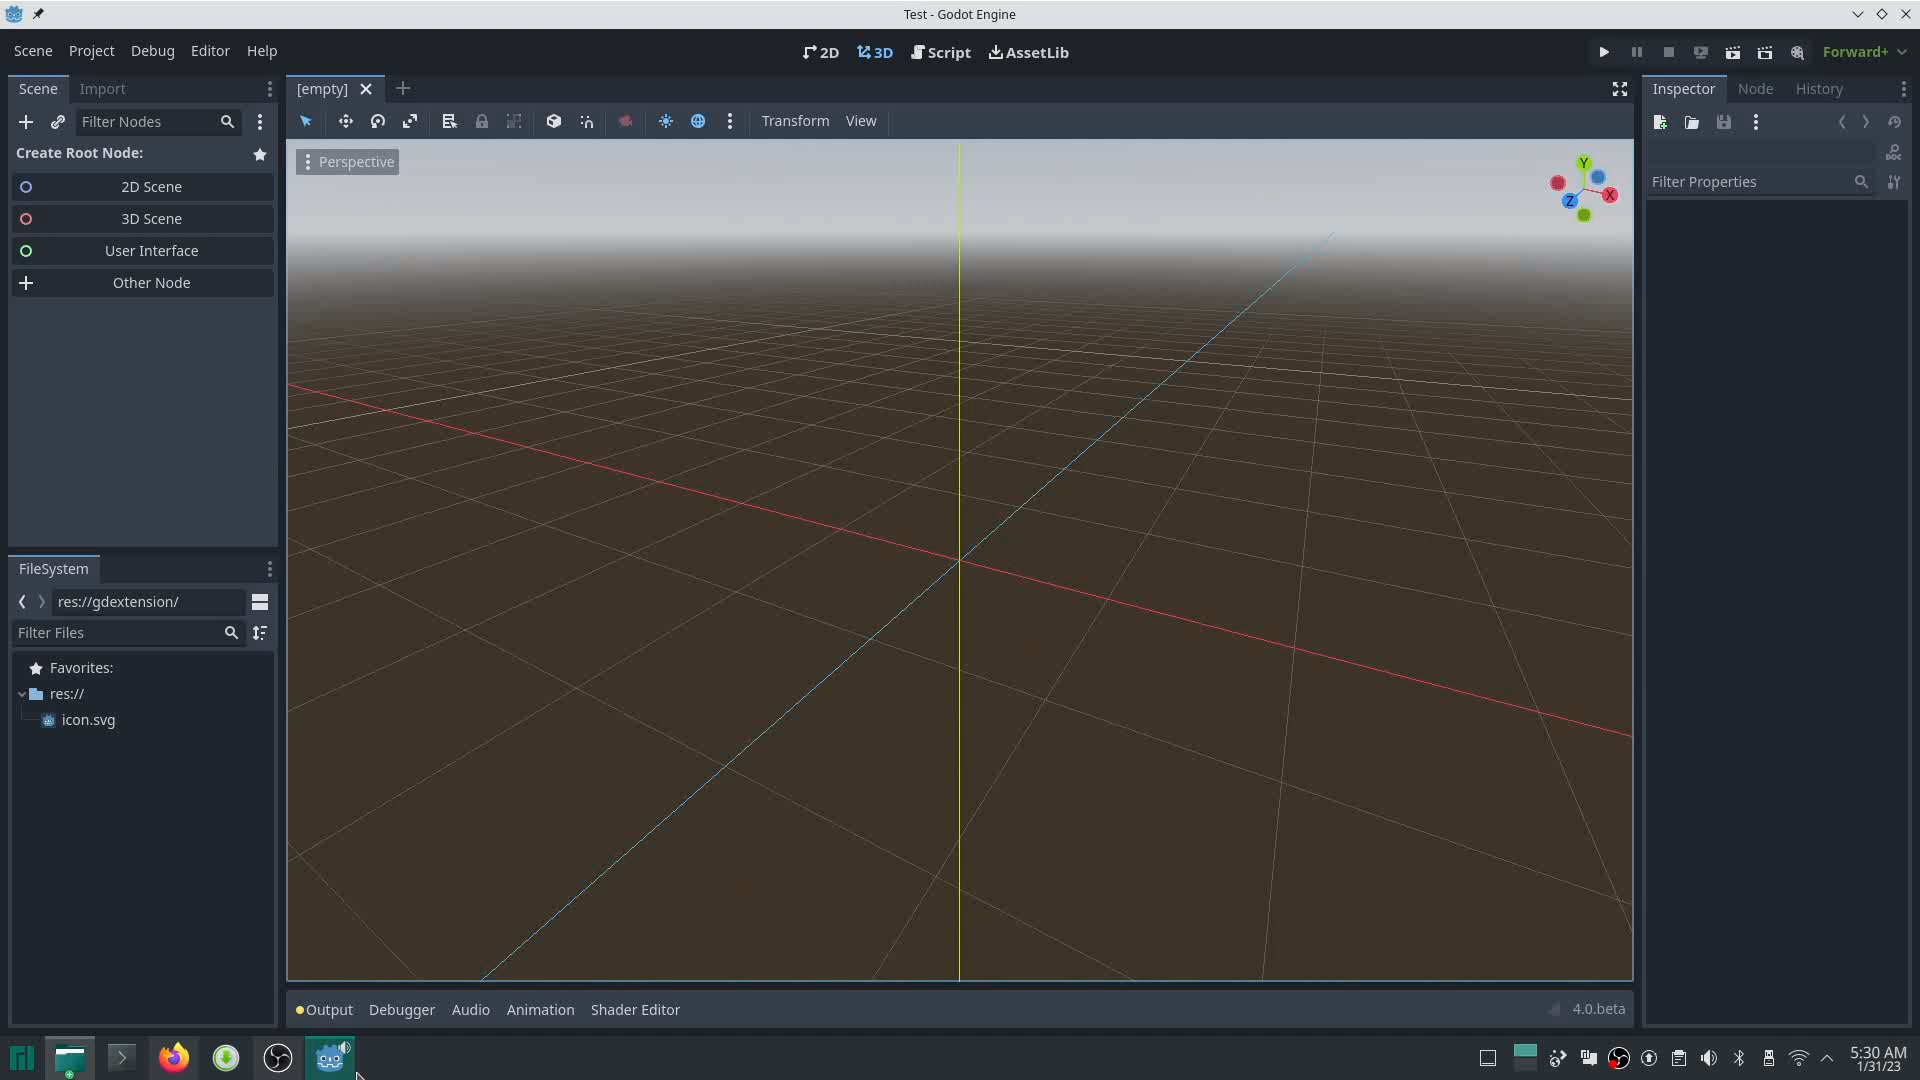 Test - Godot Engine
Scene Project Debug Editor Help
2D 3D Script AssetLib
Forward+
Scene Import
Filter Nodes
Create Root Node:
2D Scene
3D Scene
User Interface
Other Node
FileSystem
res://gdextension/
Filter Files
Favorites:
res://
icon.svg
[empty]
Transform View
Perspective
Y
X
Z
Output Debugger Audio Animation Shader Editor
4.0.beta
Inspector Node History
DOC
Filter Properties
5:30 AM
1/31/23